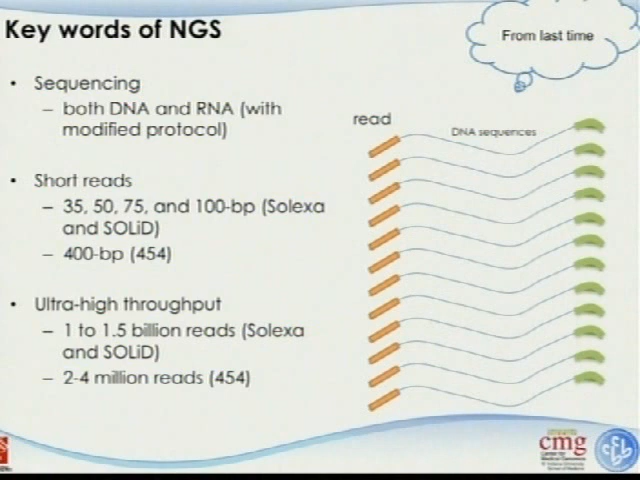 Key words of NGS
From last time
• Sequencing
– both DNA and RNA (with
modified protocol)
• Short reads
– 35, 50, 75, and 100-bp (Solexa
and SOLiD)
– 400-bp (454)
• Ultra-high throughput
– 1 to 1.5 billion reads (Solexa
and SOLiD)
– 2-4 million reads (454)
read
DNA sequences
cmg